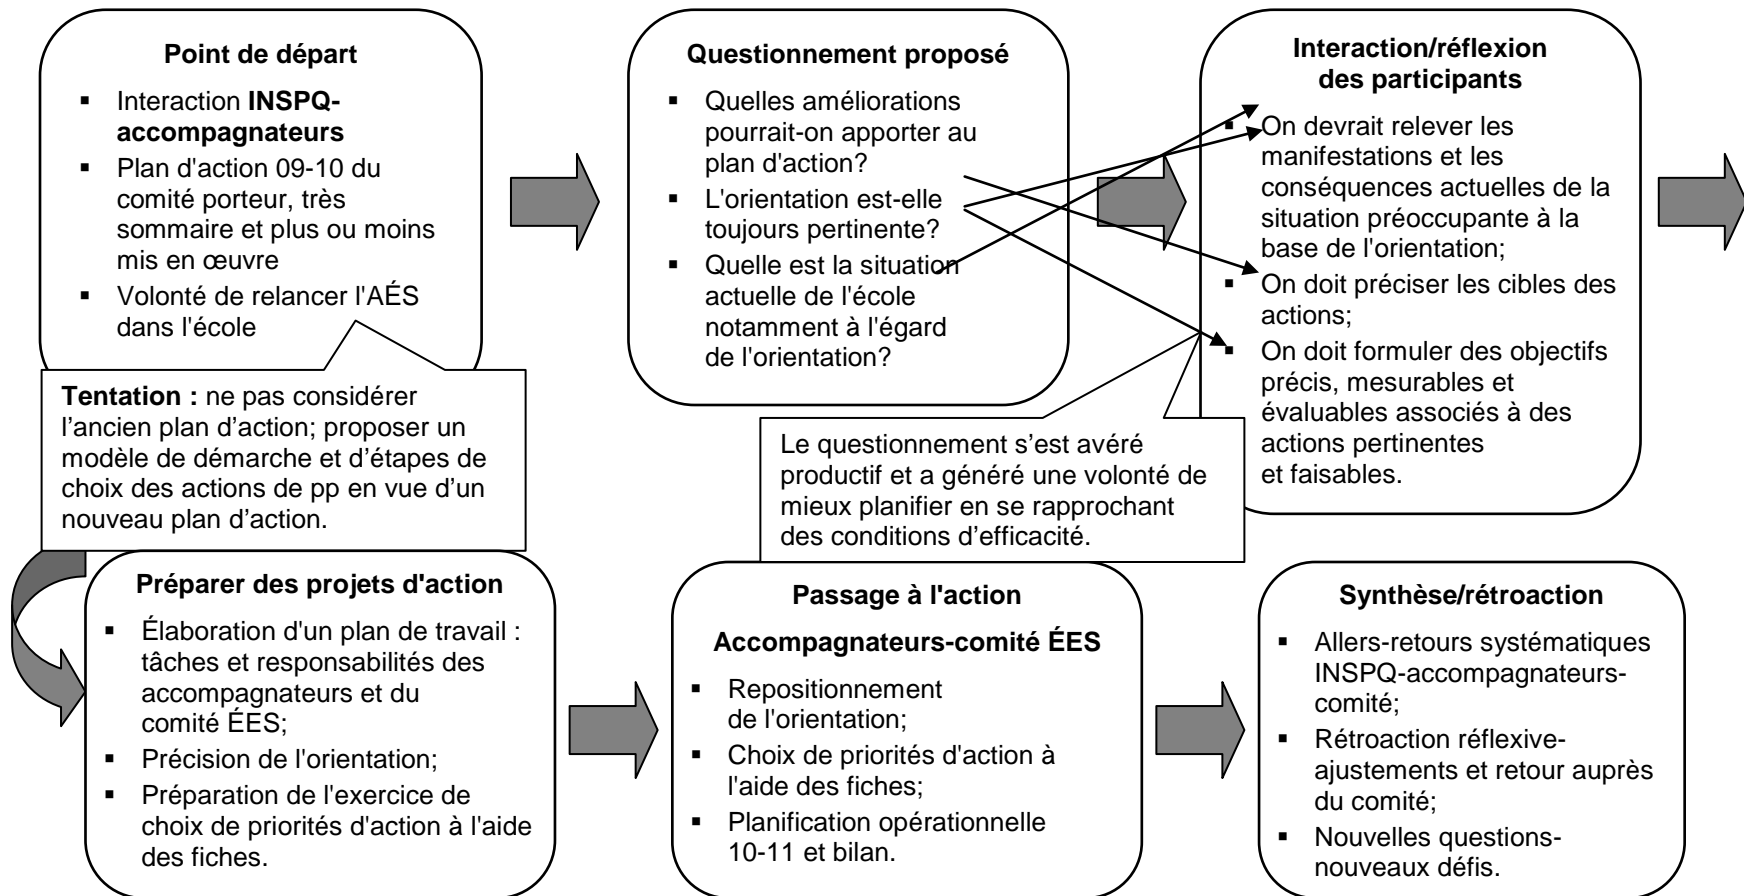 Point de départ
▪ Interaction INSPQ-
accompagnateurs
▪ Plan d'action 09-10 du
comité porteur, très
sommaire et plus ou moins
mis en œuvre
▪ Volonté de relancer l'AÉS
dans l'école
Tentation : ne pas considérer
l’ancien plan d’action; proposer un
modèle de démarche et d’étapes de
choix des actions de pp en vue d’un
nouveau plan d’action.
Questionnement proposé
▪ Quelles améliorations
pourrait-on apporter au
plan d'action?
▪ L'orientation est-elle
toujours pertinente?
▪ Quelle est la situation
actuelle de l'école
notamment à l'égard
de l'orientation?
Le questionnement s’est avéré
productif et a généré une volonté de
mieux planifier en se rapprochant
des conditions d’efficacité.
Interaction/réflexion
des participants
▪ On devrait relever les
manifestations et les
conséquences actuelles de la
situation préoccupante à la
base de l'orientation;
▪ On doit préciser les cibles des
actions;
▪ On doit formuler des objectifs
précis, mesurables et
évaluables associés à des
actions pertinentes
et faisables.
Préparer des projets d'action
▪ Élaboration d'un plan de travail :
tâches et responsabilités des
accompagnateurs et du
comité ÉES;
▪ Précision de l'orientation;
▪ Préparation de l'exercice de
choix de priorités d'action à l'aide
des fiches.
Passage à l'action
Accompagnateurs-comité ÉES
▪ Repositionnement
de l'orientation;
▪ Choix de priorités d'action à
l'aide des fiches;
▪ Planification opérationnelle
10-11 et bilan.
Synthèse/rétroaction
▪ Allers-retours systématiques
INSPQ-accompagnateurs-
comité;
▪ Rétroaction réflexive-
ajustements et retour auprès
du comité;
▪ Nouvelles questions-
nouveaux défis.